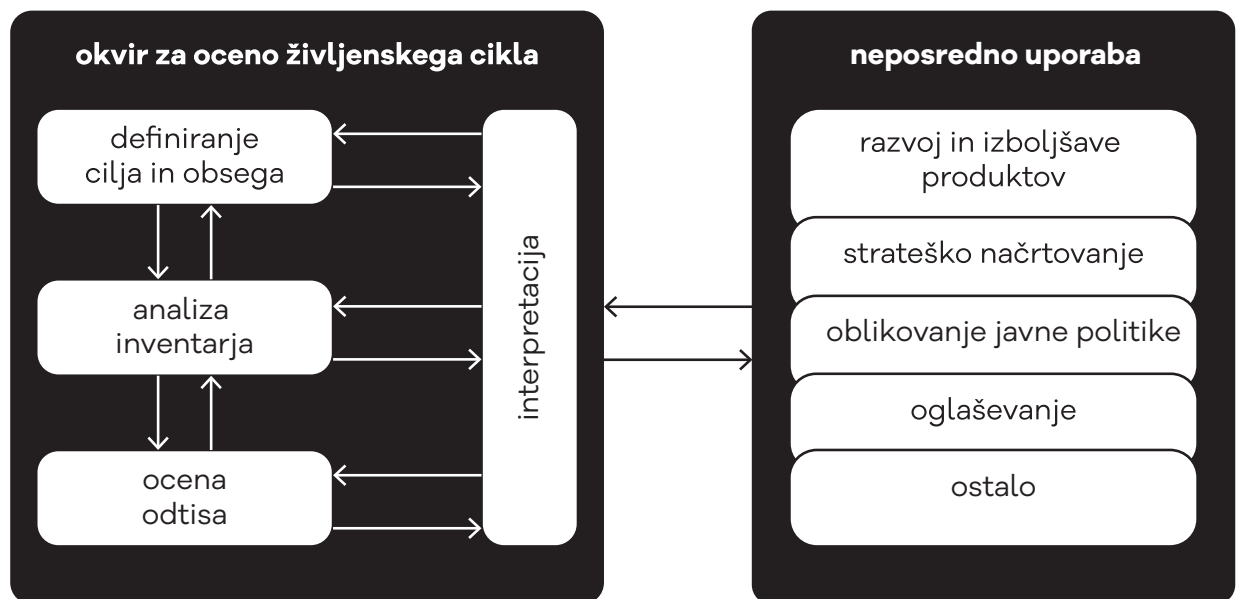 okvir za oceno življenskega cikla
definiranje
cilja in obsega
analiza
inventarja
ocena
odtisa
interpretacija
neposredno uporaba
razvoj in izboljšave
produktov
strateško načrtovanje
oblikovanje javne politike
oglaševanje
ostalo